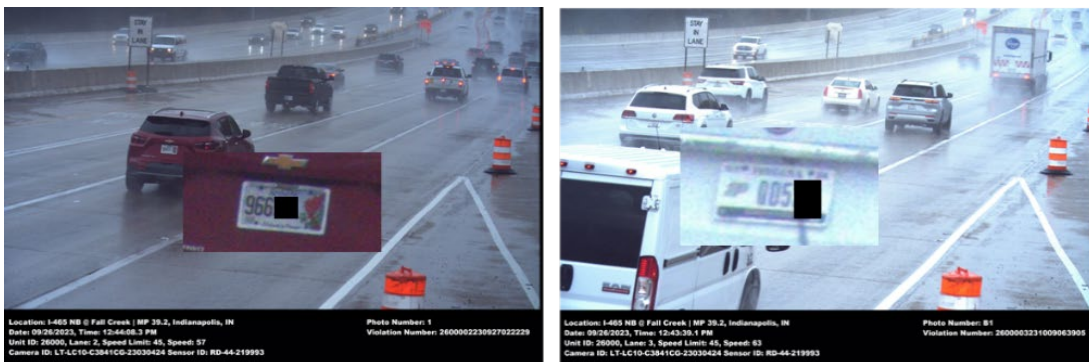 STAY
IN
LANE
966
Location: I-465 NB @ Fall Creek | MP 39.2, Indianapolis, IN
Date: 09/26/2023, Time: 12:44:08.3 PM
Unit ID: 26000, Lane: 2, Speed Limit: 45, Speed: 57
Camera ID: LT-LC10-C3841CG-23030424 Sensor ID: RD-44-219993
Photo Number: 1
Violation Number: 2600002230927022229
STAY
IN
LANE
005
RAM
Location: I-465 NB @ Fall Creek | MP 39.2, Indianapolis, IN
Date: 09/26/2023, Time: 12:43:39.1 PM
Unit ID: 26000, Lane: 3, Speed Limit: 45, Speed: 63
Camera ID: LT-LC10-C3841CG-23030424 Sensor ID: RD-44-219993
Photo Number: B1
Violation Number: 2600003231009063905